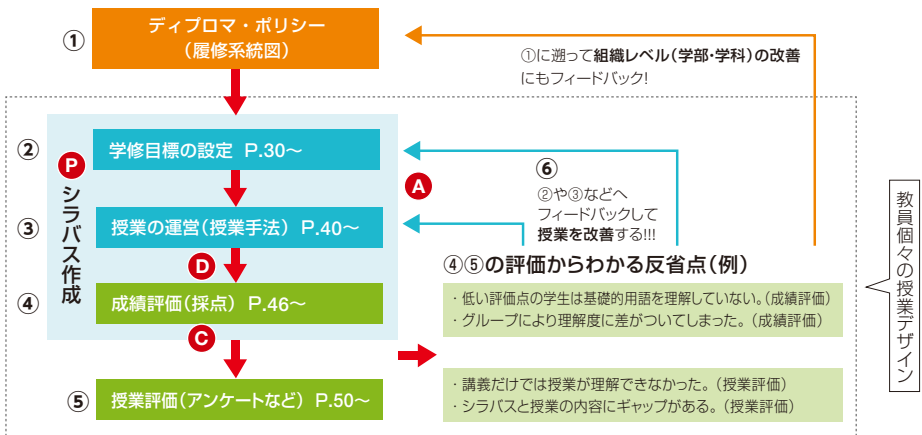 ①
ディプロマ・ポリシー
(履修系統図)
①に遡って組織レベル(学部・学科)の改善
にもフィードバック!
②
P
シラバス作成
学修目標の設定 P.30〜
A
⑥
②や③などへ
フィードバックして
授業を改善する!!!
③
授業の運営(授業手法) P.40〜
D
④⑤の評価からわかる反省点(例)
④
成績評価(採点) P.46〜
・低い評価点の学生は基礎的用語を理解していない。(成績評価)
・グループにより理解度に差がついてしまった。(成績評価)
C
⑤
授業評価(アンケートなど) P.50〜
・講義だけでは授業が理解できなかった。(授業評価)
・シラバスと授業の内容にギャップがある。(授業評価)
教員個々の授業デザイン